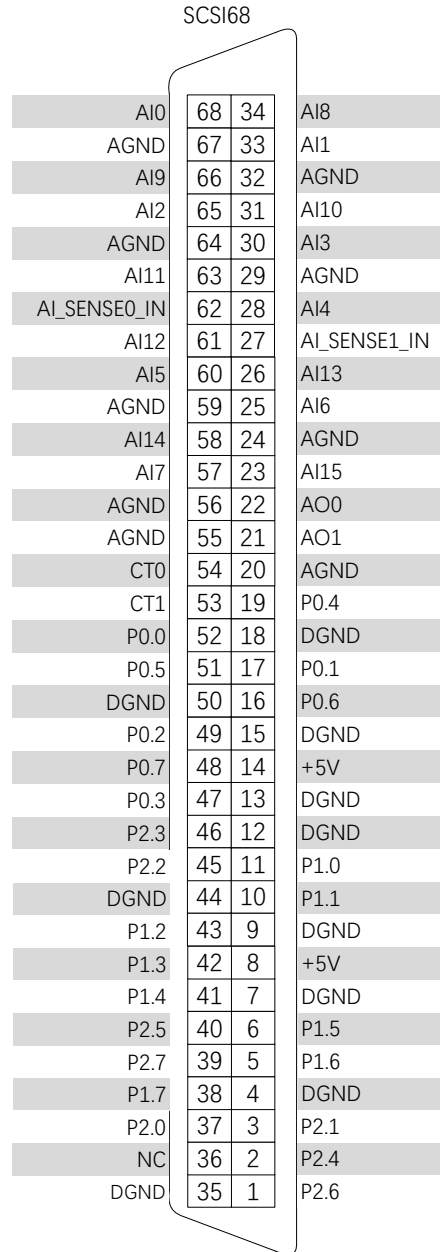 SCSI68
AI0 68 34 AI8
AGND 67 33 AI1
AI9 66 32 AGND
AI2 65 31 AI10
AGND 64 30 AI3
AI11 63 29 AGND
AI_SENSE0_IN 62 28 AI4
AI12 61 27 AI_SENSE1_IN
AI5 60 26 AI13
AGND 59 25 AI6
AI14 58 24 AGND
AI7 57 23 AI15
AGND 56 22 AO0
AGND 55 21 AO1
CT0 54 20 AGND
CT1 53 19 P0.4
P0.0 52 18 DGND
P0.5 51 17 P0.1
DGND 50 16 P0.6
P0.2 49 15 DGND
P0.7 48 14 +5V
P0.3 47 13 DGND
P2.3 46 12 DGND
P2.2 45 11 P1.0
DGND 44 10 P1.1
P1.2 43 9 DGND
P1.3 42 8 +5V
P1.4 41 7 DGND
P2.5 40 6 P1.5
P2.7 39 5 P1.6
P1.7 38 4 DGND
P2.0 37 3 P2.1
NC 36 2 P2.4
DGND 35 1 P2.6